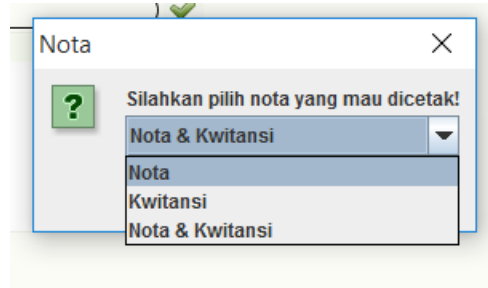 Nota
Silahkan pilih nota yang mau dicetak!
Nota & Kwitansi
Nota
Kwitansi
Nota & Kwitansi